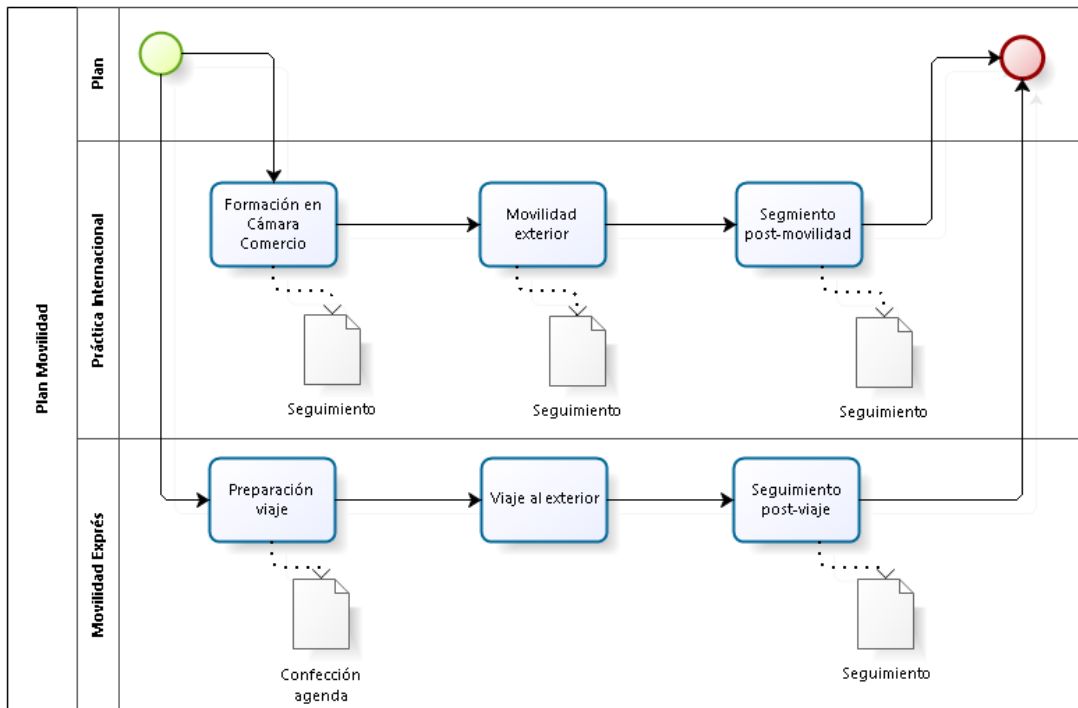 Plan Movilidad
Plan
Práctica Internacional
Formación en
Cámara
Comercio
Movilidad
exterior
Segmiento
post-movilidad
Seguimiento
Seguimiento
Seguimiento
Movilidad Exprés
Preparación
viaje
Viaje al exterior
Seguimiento
post-viaje
Confección
agenda
Seguimiento